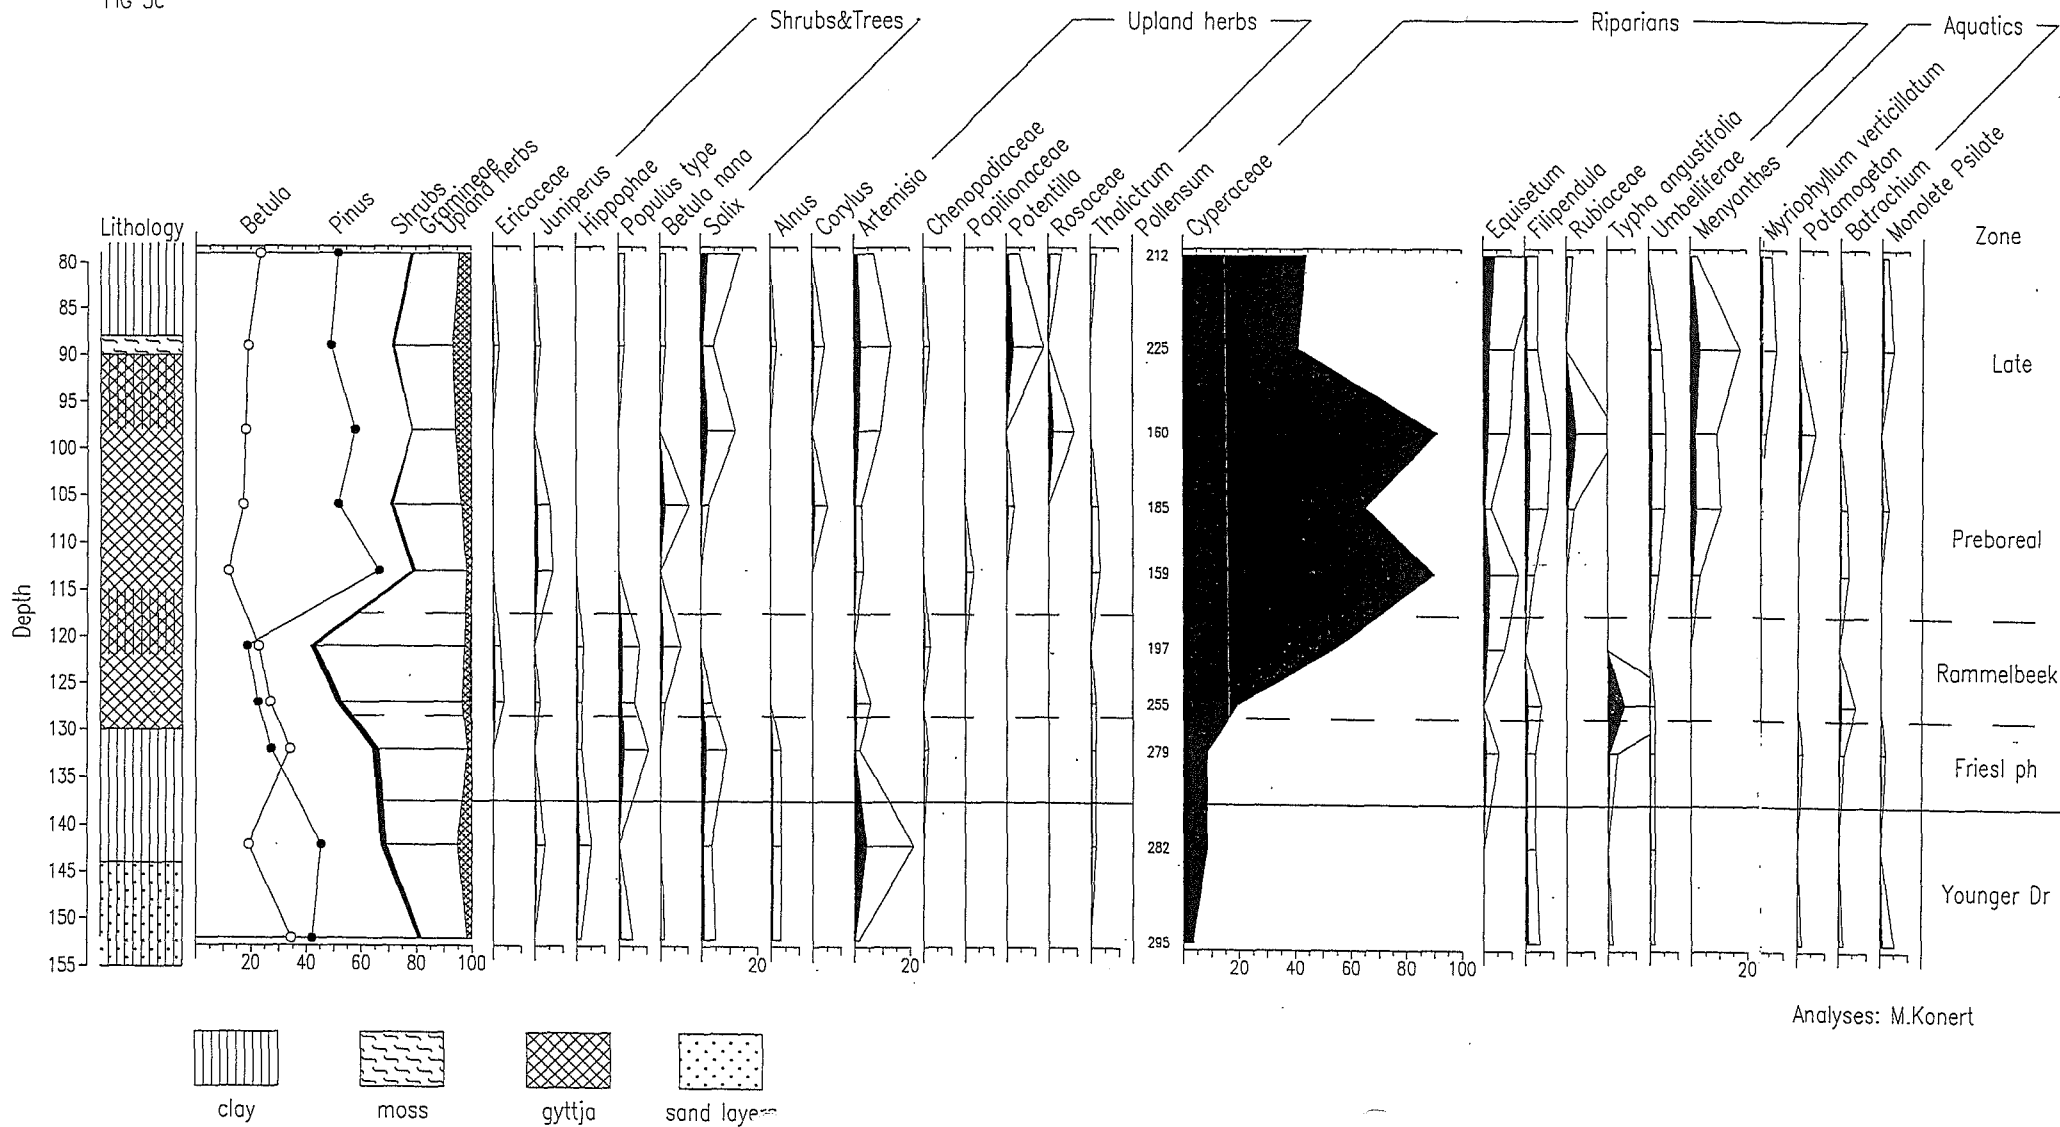 FIG 5c
Shrubs&Trees
Upland herbs
Riparians
Aquatics
Lithology
Betula
Pinus
Shrubs
Gramineae
Upland herbs
Ericaceae
Juniperus
Hippophae
Populus type
Betula nana
Salix
Alnus
Corylus
Artemisia
Chenopodiaceae
Papilionaceae
Potentilla
Rosaceae
Thalictrum
Pollensum
Cyperaceae
Equisetum
Filipendula
Rubiaceae
Typha angustifolia
Umbelliferae
Menyanthes
Myriophyllum verticillatum
Potamogeton
Batrachium
Monolete Psilate
Zone
Depth
80
85
90
95
100
105
110
115
120
125
130
135
140
145
150
155
212
225
160
185
159
197
255
279
282
295
Late
Preboreal
Rammelbeek
Friesl ph
Younger Dr
20 40 60 80 100
20
20
20 40 60 80 100
20
Analyses: M.Konert
clay
moss
gyttja
sand layers